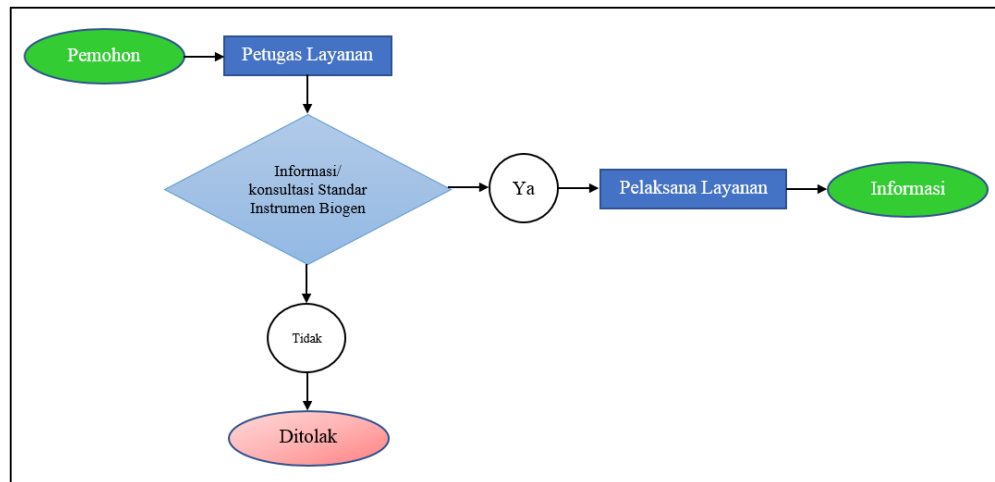 Pemohon
Petugas Layanan
Informasi/
konsultasi Standar
Instrumen Biogen
Ya
Pelaksana Layanan
Informasi
Tidak
Ditolak